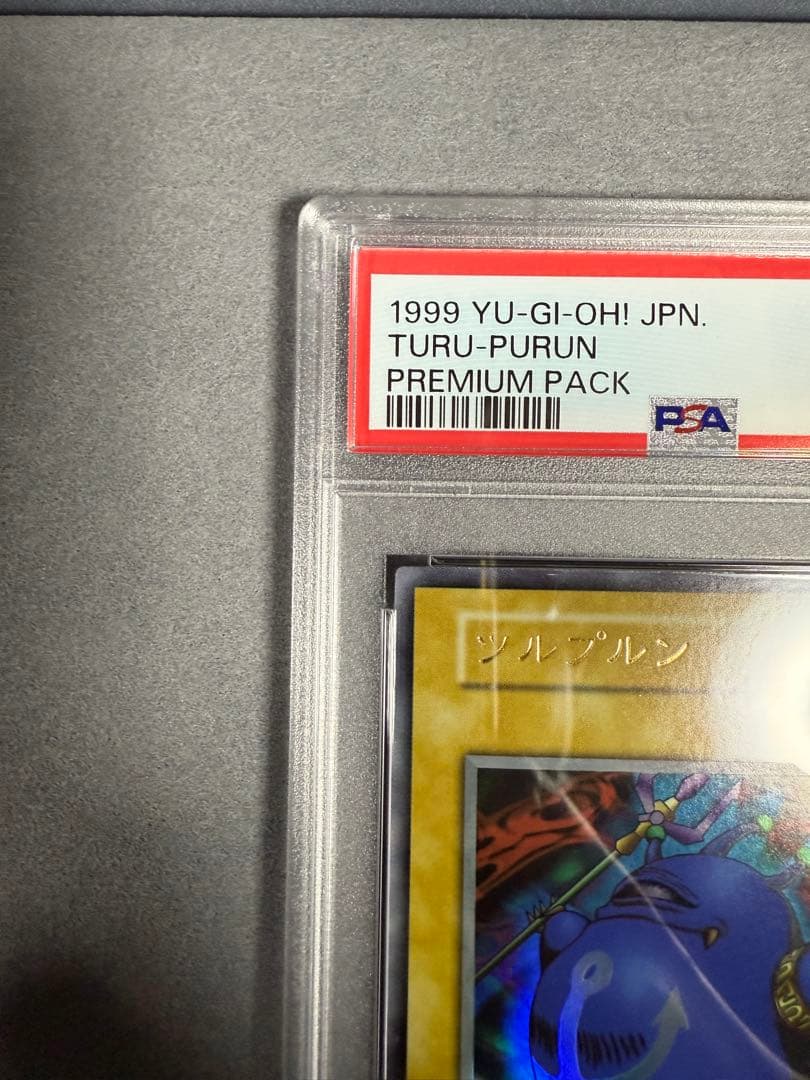 1999 YU-GI-OH! JPN.
TURU-PURUN
PREMIUM PACK
PSA
ツルプルン